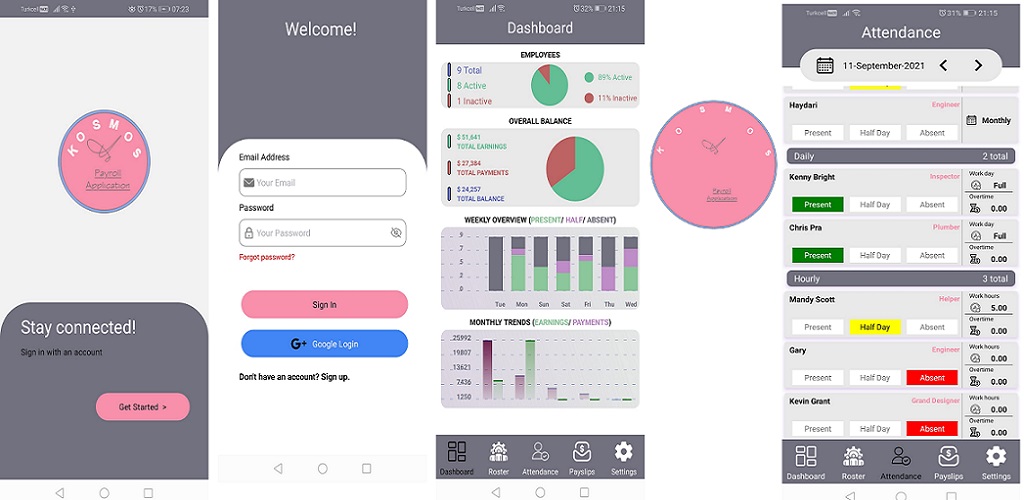 Turkcell
17%
07:23
KOSMOS
Payroll
Application
Stay connected!
Sign in with an account
Get Started >
Welcome!
Email Address
Your Email
Password
Your Password
Forgot password?
Sign In
G+ Google Login
Don't have an account? Sign up.
Turkcell
32%
21:15
Dashboard
EMPLOYEES
9 Total
8 Active
1 Inactive
89% Active
11% Inactive
OVERALL BALANCE
$ 51,641
TOTAL EARNINGS
$ 27,384
TOTAL PAYMENTS
$ 24,257
TOTAL BALANCE
WEEKLY OVERVIEW (PRESENT/ HALF/ ABSENT)
9
7
5
2
0
Tue Mon Sun Sat Fri Thu Wed
MONTHLY TRENDS (EARNINGS/ PAYMENTS)
25992
19807
13621
7436
1250
Dashboard Roster Attendance Payslips Settings
KOSMOS
Payroll
Application
Turkcell
31%
21:15
Attendance
11-September-2021 < >
Haydari Engineer
Present Half Day Absent
Monthly
Daily 2 total
Kenny Bright Inspector
Present Half Day Absent
Work day
Full
Overtime
0.00
Chris Pra Plumber
Present Half Day Absent
Work day
Full
Overtime
0.00
Hourly 3 total
Mandy Scott Helper
Present Half Day Absent
Work hours
5.00
Overtime
0.00
Gary Engineer
Present Half Day Absent
Work hours
0.00
Overtime
0.00
Kevin Grant Grand Designer
Present Half Day Absent
Work hours
0.00
Overtime
0.00
Dashboard Roster Attendance Payslips Settings